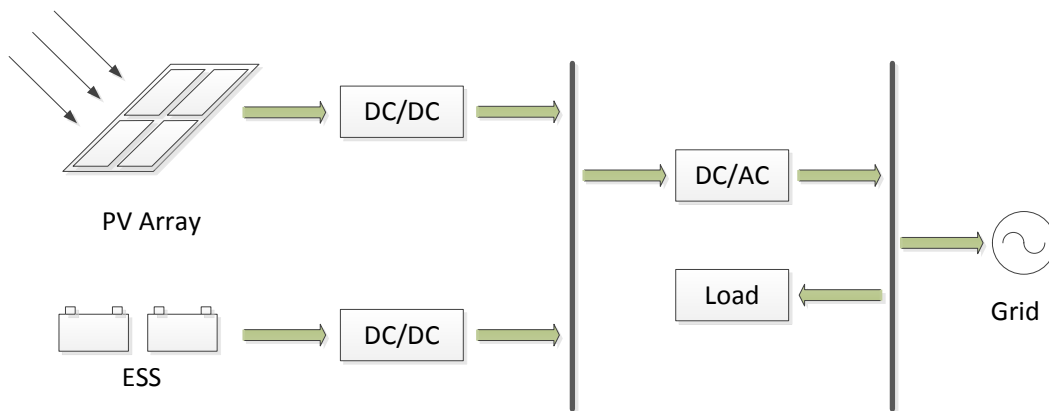 DC/DC
PV Array
DC/AC
Load
Grid
DC/DC
ESS